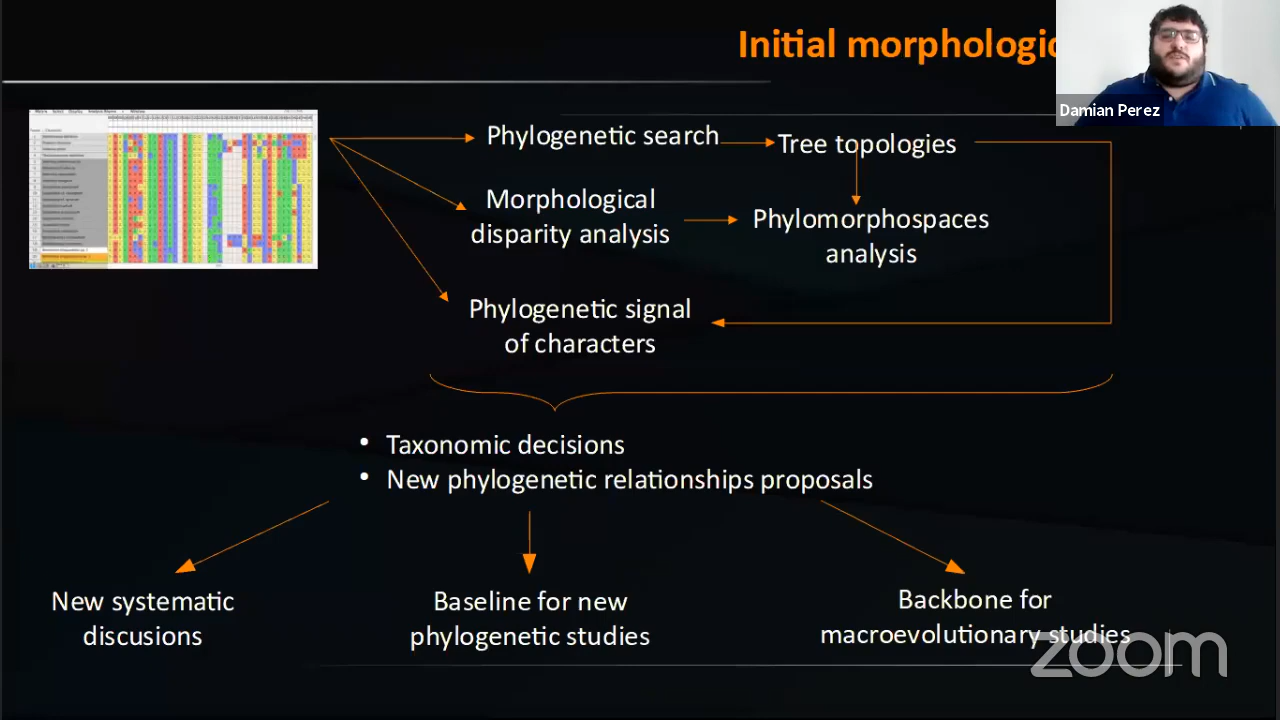 Initial morphologic
Damian Perez
Phylogenetic search
Tree topologies
Morphological
disparity analysis
Phylomorphospaces
analysis
Phylogenetic signal
of characters
• Taxonomic decisions
• New phylogenetic relationships proposals
New systematic
discusions
Baseline for new
phylogenetic studies
Backbone for
macroevolutionary studies
zoom